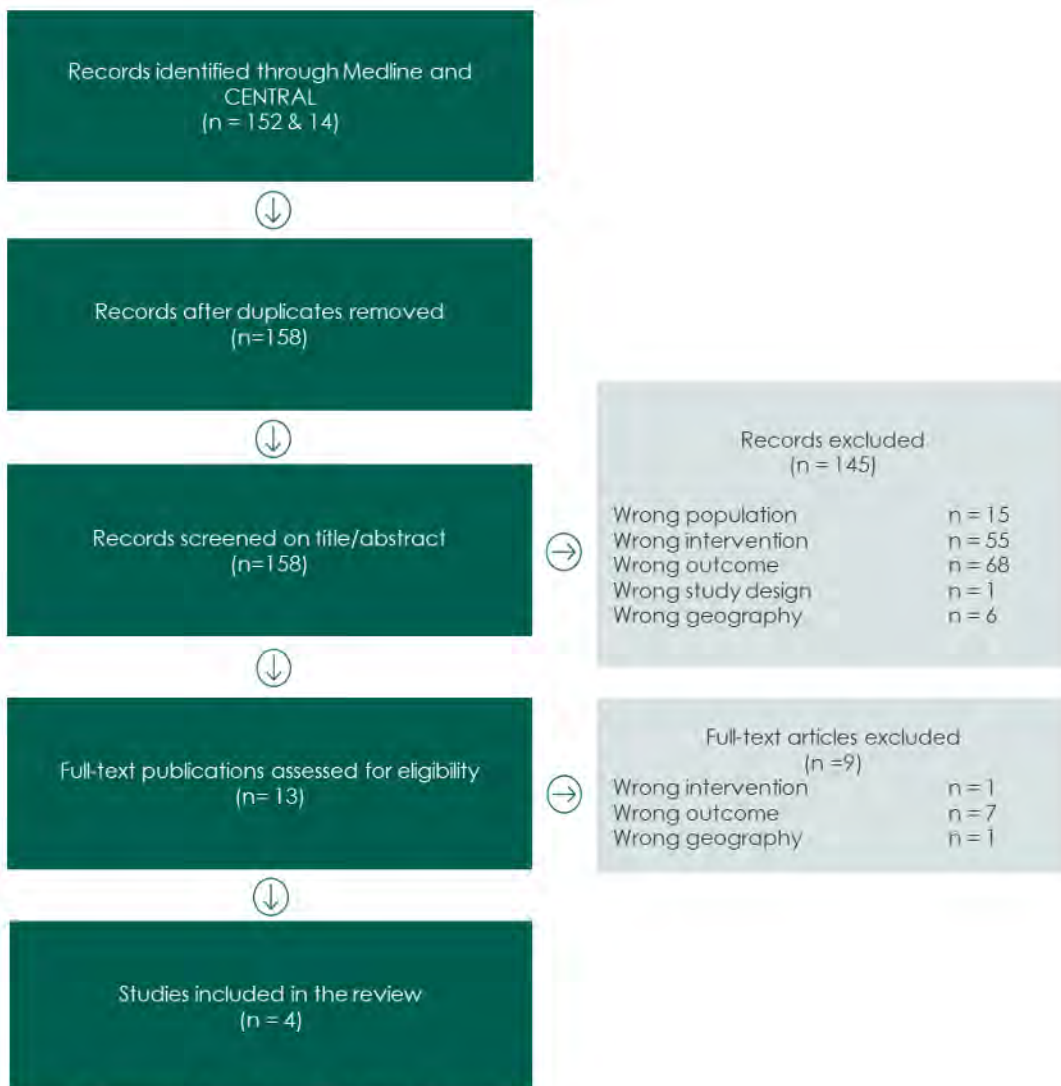 Records identified through Medline and
CENTRAL
(n = 152 & 14)
Records after duplicates removed
(n=158)
Records screened on title/abstract
(n=158)
Records excluded
(n = 145)
Wrong population n = 15
Wrong intervention n = 55
Wrong outcome n = 68
Wrong study design n = 1
Wrong geography n = 6
Full-text publications assessed for eligibility
(n= 13)
Full-text articles excluded
(n =9)
Wrong intervention n = 1
Wrong outcome n = 7
Wrong geography n = 1
Studies included in the review
(n = 4)